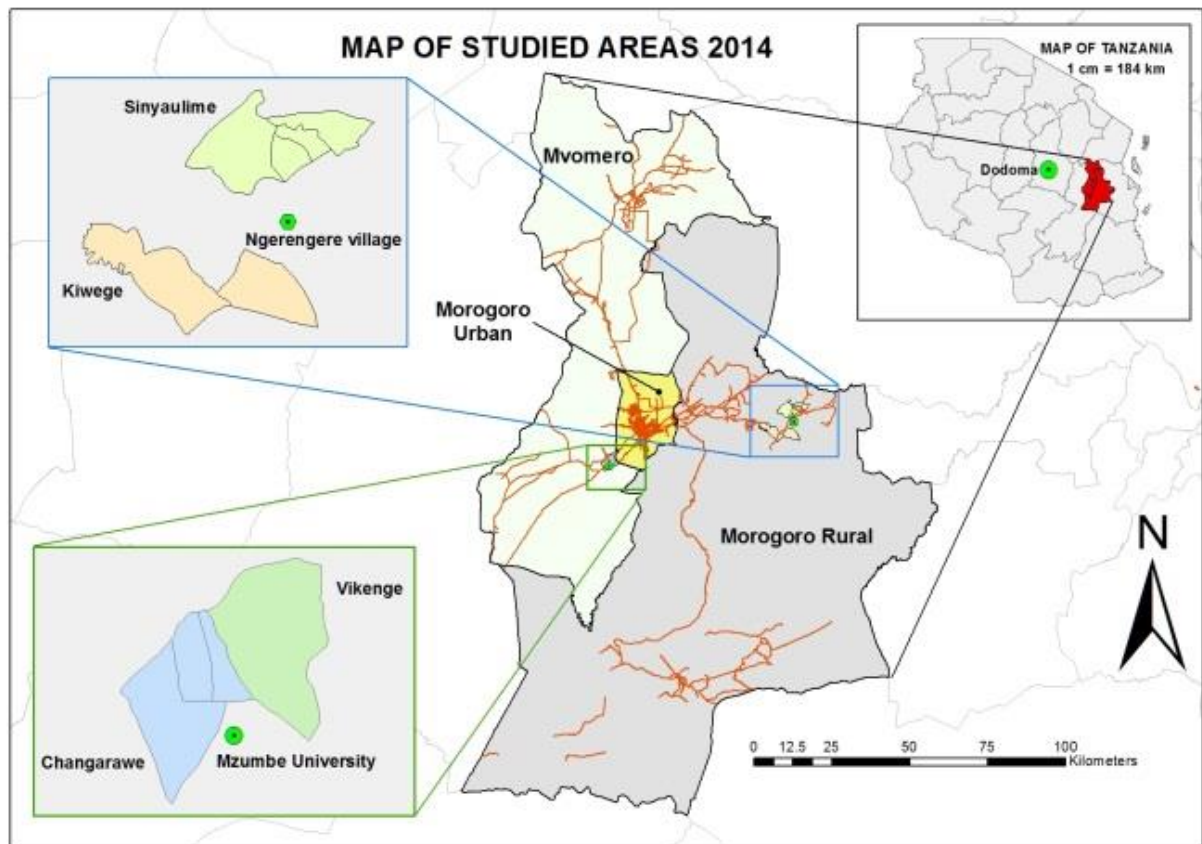 MAP OF STUDIED AREAS 2014
MAP OF TANZANIA
1 cm = 184 km
Dodoma
Sinyaulime
Ngerengere village
Kiwege
Mvomero
Morogoro
Urban
Morogoro Rural
N
Vikenge
Changarawe
Mzumbe University
0 12.5 25 50 75 100
Kilometers